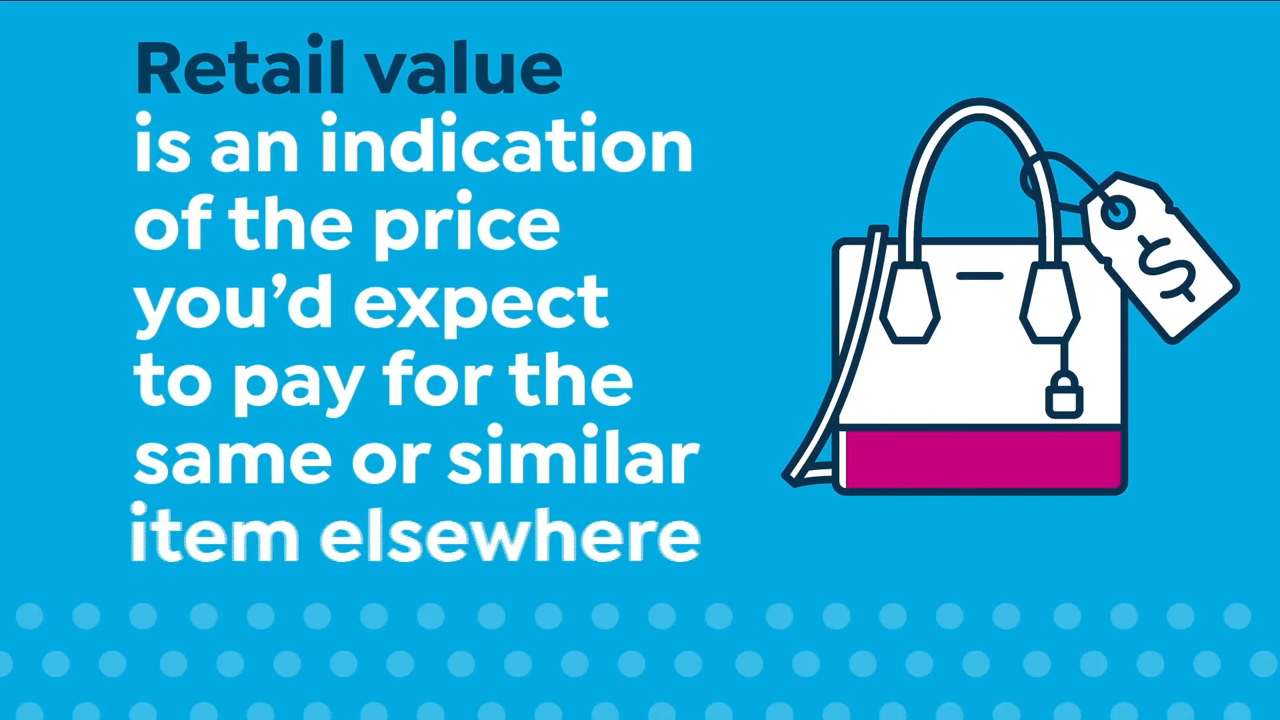 Retail value
is an indication
of the price
you’d expect
to pay for the
same or similar
item elsewhere
$